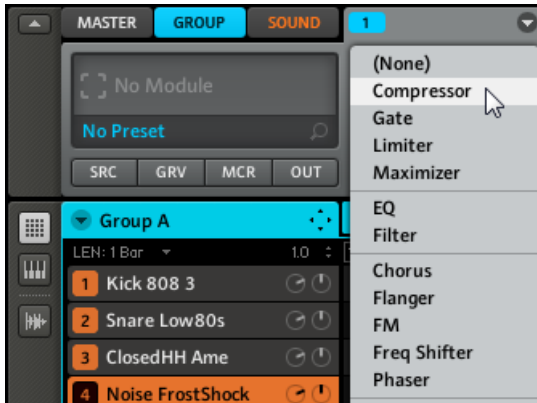 MASTER GROUP SOUND 1
No Module
No Preset
SRC GRV MCR OUT
(None)
Compressor
Gate
Limiter
Maximizer
EQ
Filter
Chorus
Flanger
FM
Freq Shifter
Phaser
Group A
LEN: 1 Bar 1.0
1 Kick 808 3
2 Snare Low80s
3 ClosedHH Ame
4 Noise FrostShock